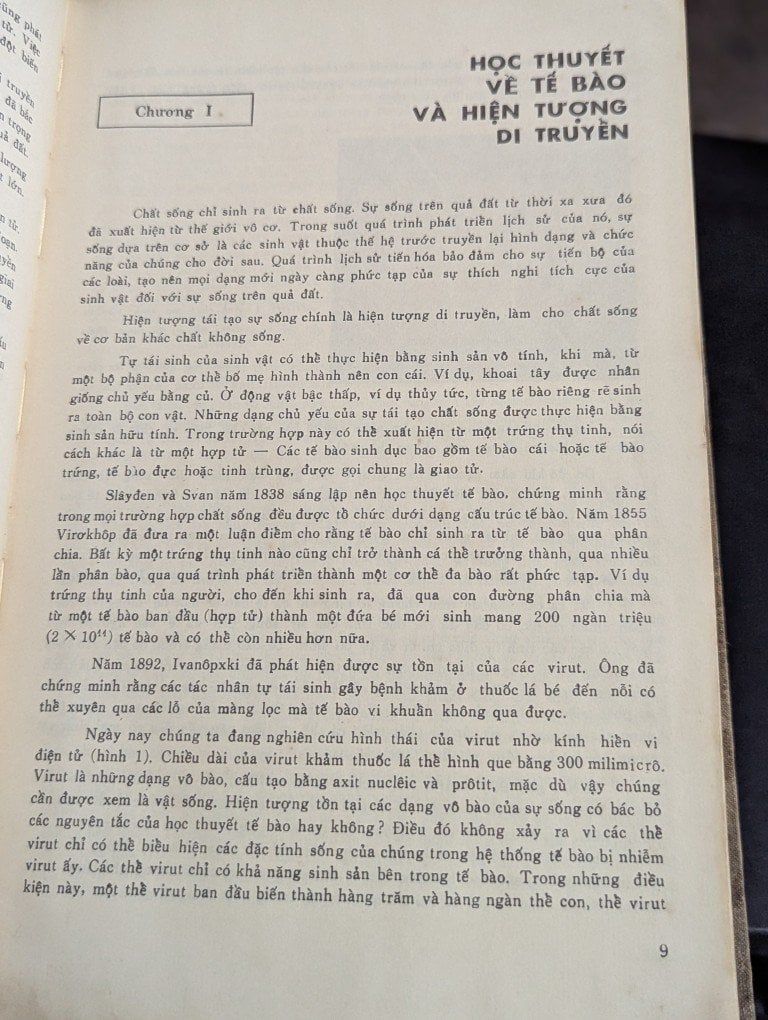 ũng phát
tử. Việc
đột biến
i truyền
đã bác
n trọng
uả đất.
lượng
t lớn.
n tử.
oạn.
yền
giai
ng
ấu
n
Chương I
HỌC THUYẾT
VỀ TẾ BÀO
VÀ HIỆN TƯỢNG
DI TRUYỀN
Chất sống chỉ sinh ra từ chất sống. Sự sống trên quả đất từ thời xa xưa đó
đã xuất hiện từ thế giới vô cơ. Trong suốt quá trình phát triển lịch sử của nó, sự
sống dựa trên cơ sở là các sinh vật thuộc thế hệ trước truyền lại hình dạng và chức
năng của chúng cho đời sau. Quá trình lịch sử tiến hóa bảo đảm cho sự tiến bộ của
các loài, tạo nên mọi dạng mới ngày càng phức tạp của sự thích nghi tích cực của
sinh vật đối với sự sống trên quả đất.
Hiện tượng tái tạo sự sống chính là hiện tượng di truyền, làm cho chất sống
về cơ bản khác chất không sống.
Tự tái sinh của sinh vật có thể thực hiện bằng sinh sản vô tính, khi mà, từ
một bộ phận của cơ thể bố mẹ hình thành nên con cái. Ví dụ, khoai tây được nhân
giống chủ yếu bằng củ. Ở động vật bậc thấp, ví dụ thủy tức, từng tế bào riêng rẽ sinh
ra toàn bộ con vật. Những dạng chủ yếu của sự tái tạo chất sống được thực hiện bằng
sinh sản hữu tính. Trong trường hợp này có thể xuất hiện từ một trứng thụ tinh, nói
cách khác là từ một hợp tử — Các tế bào sinh dục bao gồm tế bào cái hoặc tế bào
trứng, tế bìo đực hoặc tinh trùng, được gọi chung là giao tử.
Slâyđen và Svan năm 1838 sáng lập nên học thuyết tế bào, chứng minh rằng
trong mọi trường hợp chất sống đều được tổ chức dưới dạng cấu trúc tế bào. Năm 1855
Virơkhôp đã đưa ra một luận điểm cho rằng tế bào chỉ sinh ra từ tế bào qua phân
chia. Bất kỳ một trứng thụ tinh nào cũng chỉ trở thành cá thể trưởng thành, qua nhiều
lần phân bào, qua quá trình phát triển thành một cơ thể đa bào rất phức tạp. Ví dụ
trứng thụ tinh của người, cho đến khi sinh ra, đã qua con đường phân chia mà
từ một tế bào ban đầu (hợp tử) thành một đứa bé mới sinh mang 200 ngàn triệu
(2 × 10¹¹) tế bào và có thể còn nhiều hơn nữa.
Năm 1892, Ivanôpxki đã phát hiện được sự tồn tại của các virut. Ông đã
chứng minh rằng các tác nhân tự tái sinh gây bệnh khảm ở thuốc lá bé đến nỗi có
thể xuyên qua các lỗ của màng lọc mà tế bào vi khuẩn không qua được.
Ngày nay chúng ta đang nghiên cứu hình thái của virut nhờ kính hiển vi
điện tử (hình 1). Chiều dài của virut khảm thuốc lá thể hình que bằng 300 milimicrô.
Virut là những dạng vô bào, cấu tạo bằng axit nuclêic và prôtit, mặc dù vậy chúng
cần được xem là vật sống. Hiện tượng tồn tại các dạng vô bào của sự sống có bác bỏ
các nguyên tắc của học thuyết tế bào hay không? Điều đó không xảy ra vì các thể
virut chỉ có thể biểu hiện các đặc tính sống của chúng trong hệ thống tế bào bị nhiễm
virut ấy. Các thể virut chỉ có khả năng sinh sản bên trong tế bào. Trong những điều
kiện này, một thể virut ban đầu biến thành hàng trăm và hàng ngàn thể con, thể virut
9